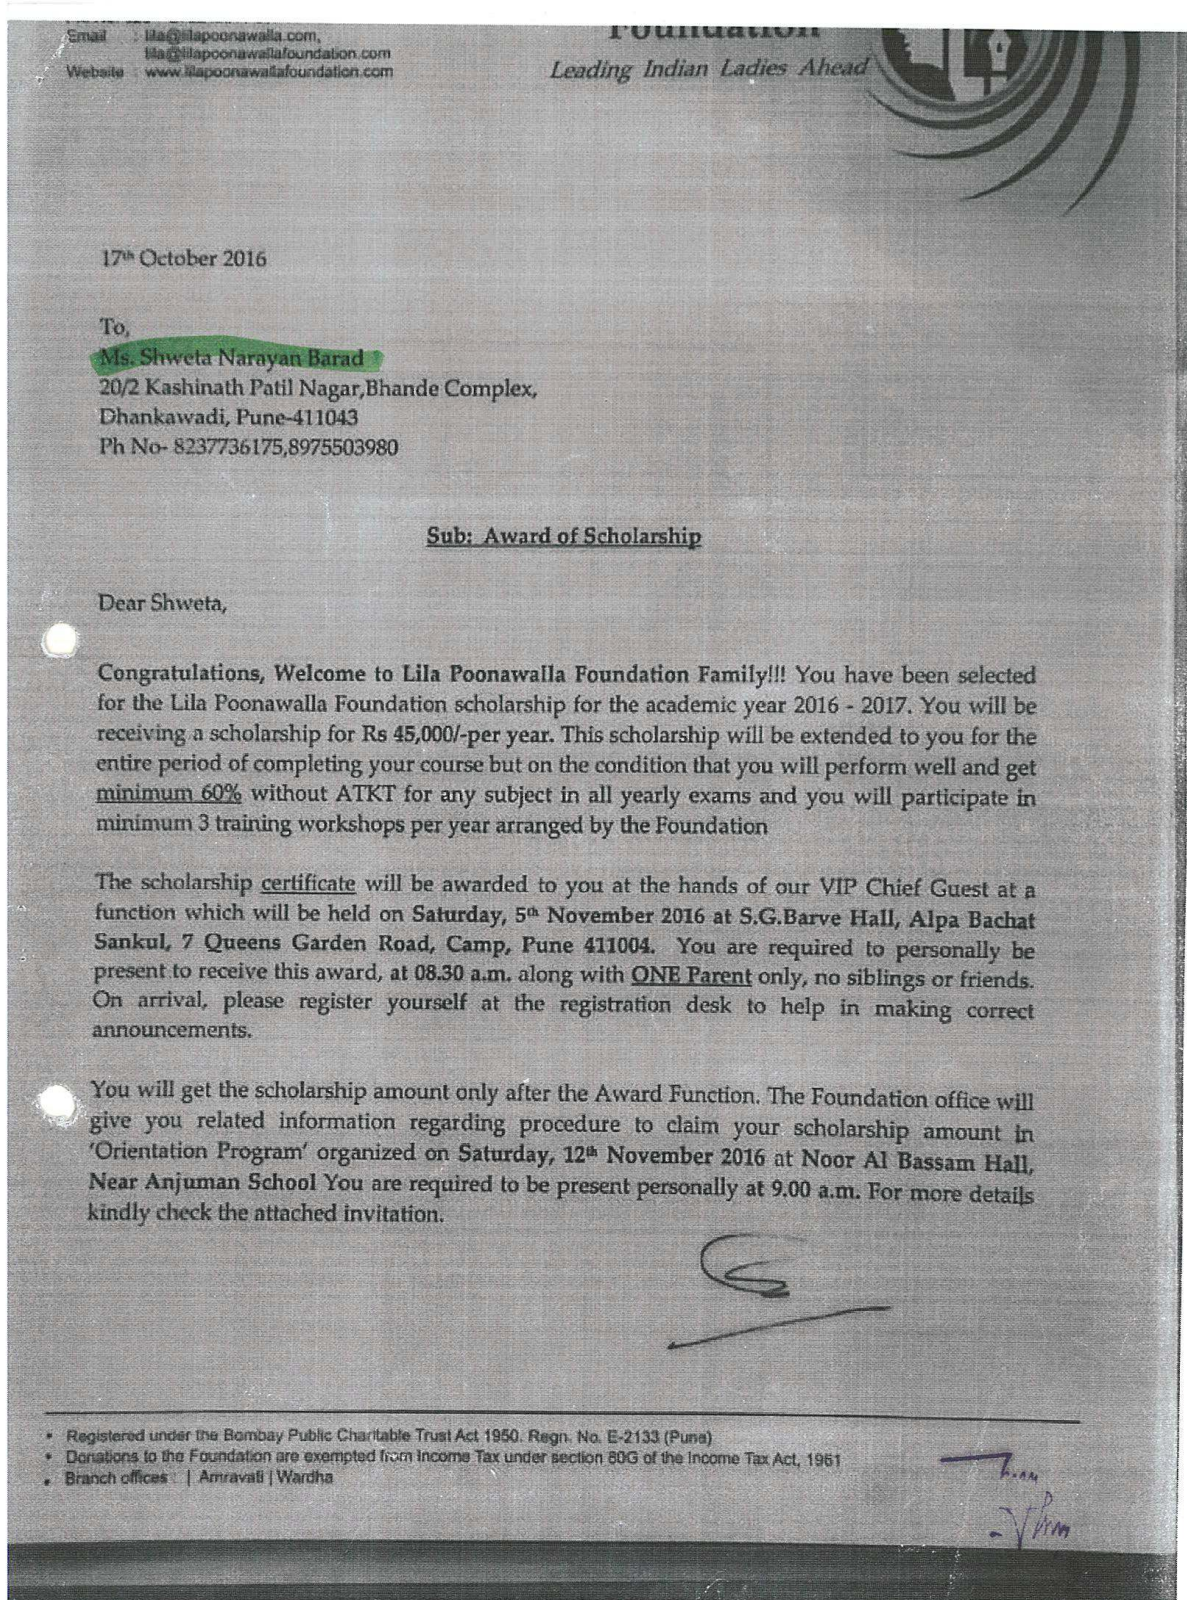 Email : lila@lilapoonawalla.com,
lila@lilapoonawallafoundation.com
Website : www.lilapoonawallafoundation.com
Foundation
Leading Indian Ladies Ahead
17th October 2016
To,
Ms. Shweta Narayan Barad
20/2 Kashinath Patil Nagar,Bhande Complex,
Dhankawadi, Pune-411043
Ph No- 8237736175,8975503980
Sub: Award of Scholarship
Dear Shweta,
Congratulations, Welcome to Lila Poonawalla Foundation Family!!! You have been selected
for the Lila Poonawalla Foundation scholarship for the academic year 2016 - 2017. You will be
receiving a scholarship for Rs 45,000/-per year. This scholarship will be extended to you for the
entire period of completing your course but on the condition that you will perform well and get
minimum 60% without ATKT for any subject in all yearly exams and you will participate in
minimum 3 training workshops per year arranged by the Foundation
The scholarship certificate will be awarded to you at the hands of our VIP Chief Guest at a
function which will be held on Saturday, 5th November 2016 at S.G.Barve Hall, Alpa Bachat
Sankul, 7 Queens Garden Road, Camp, Pune 411004. You are required to personally be
present to receive this award, at 08.30 a.m. along with ONE Parent only, no siblings or friends.
On arrival, please register yourself at the registration desk to help in making correct
announcements.
You will get the scholarship amount only after the Award Function. The Foundation office will
give you related information regarding procedure to claim your scholarship amount in
'Orientation Program' organized on Saturday, 12th November 2016 at Noor Al Bassam Hall,
Near Anjuman School You are required to be present personally at 9.00 a.m. For more details
kindly check the attached invitation.
• Registered under the Bombay Public Charitable Trust Act 1950. Regn. No. E-2133 (Pune)
• Donations to the Foundation are exempted from Income Tax under section 80G of the Income Tax Act, 1961
• Branch offices : | Amravati | Wardha